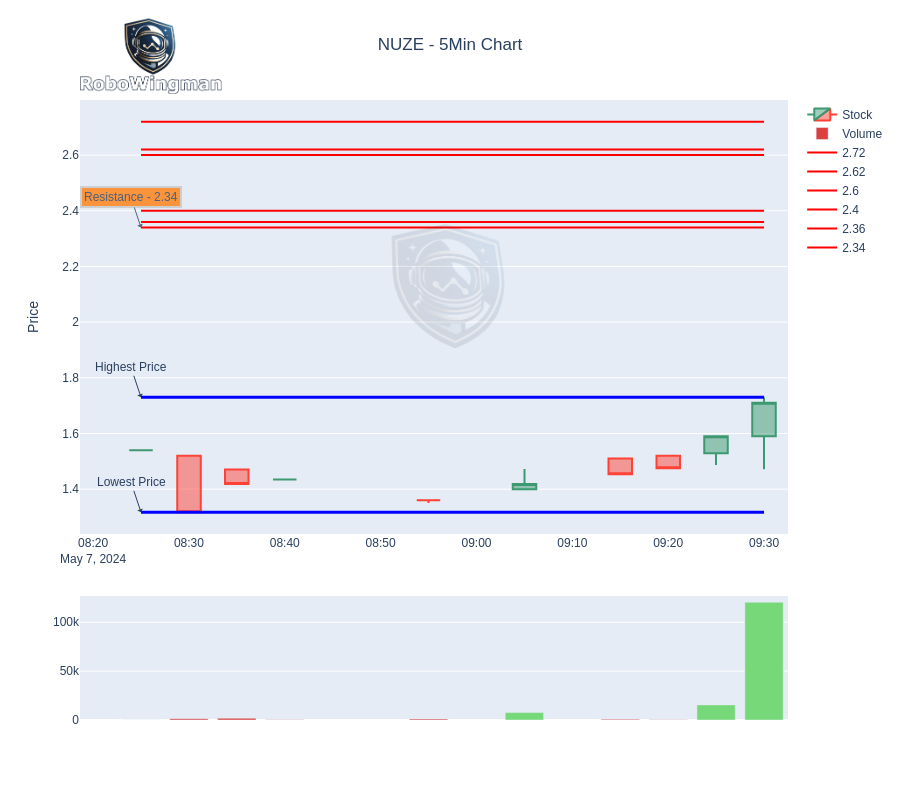 RoboWingman
NUZE - 5Min Chart
Stock
Volume
2.72
2.62
2.6
2.4
2.36
2.34
Price
2.6
2.4
2.2
2
1.8
1.6
1.4
Resistance - 2.34
Highest Price
Lowest Price
08:20
08:30
08:40
08:50
09:00
09:10
09:20
09:30
May 7, 2024
100k
50k
0